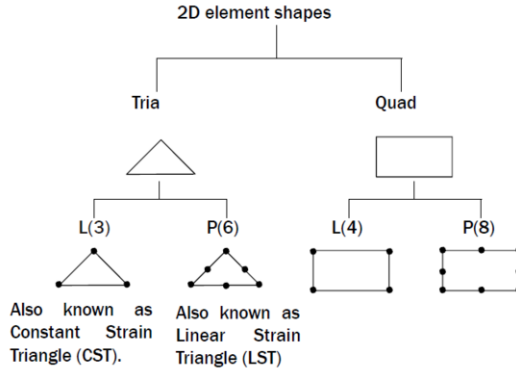 2D element shapes
Tria
Quad
L(3)
P(6)
L(4)
P(8)
Also known as
Constant Strain
Triangle (CST).
Also known as
Linear Strain
Triangle (LST)